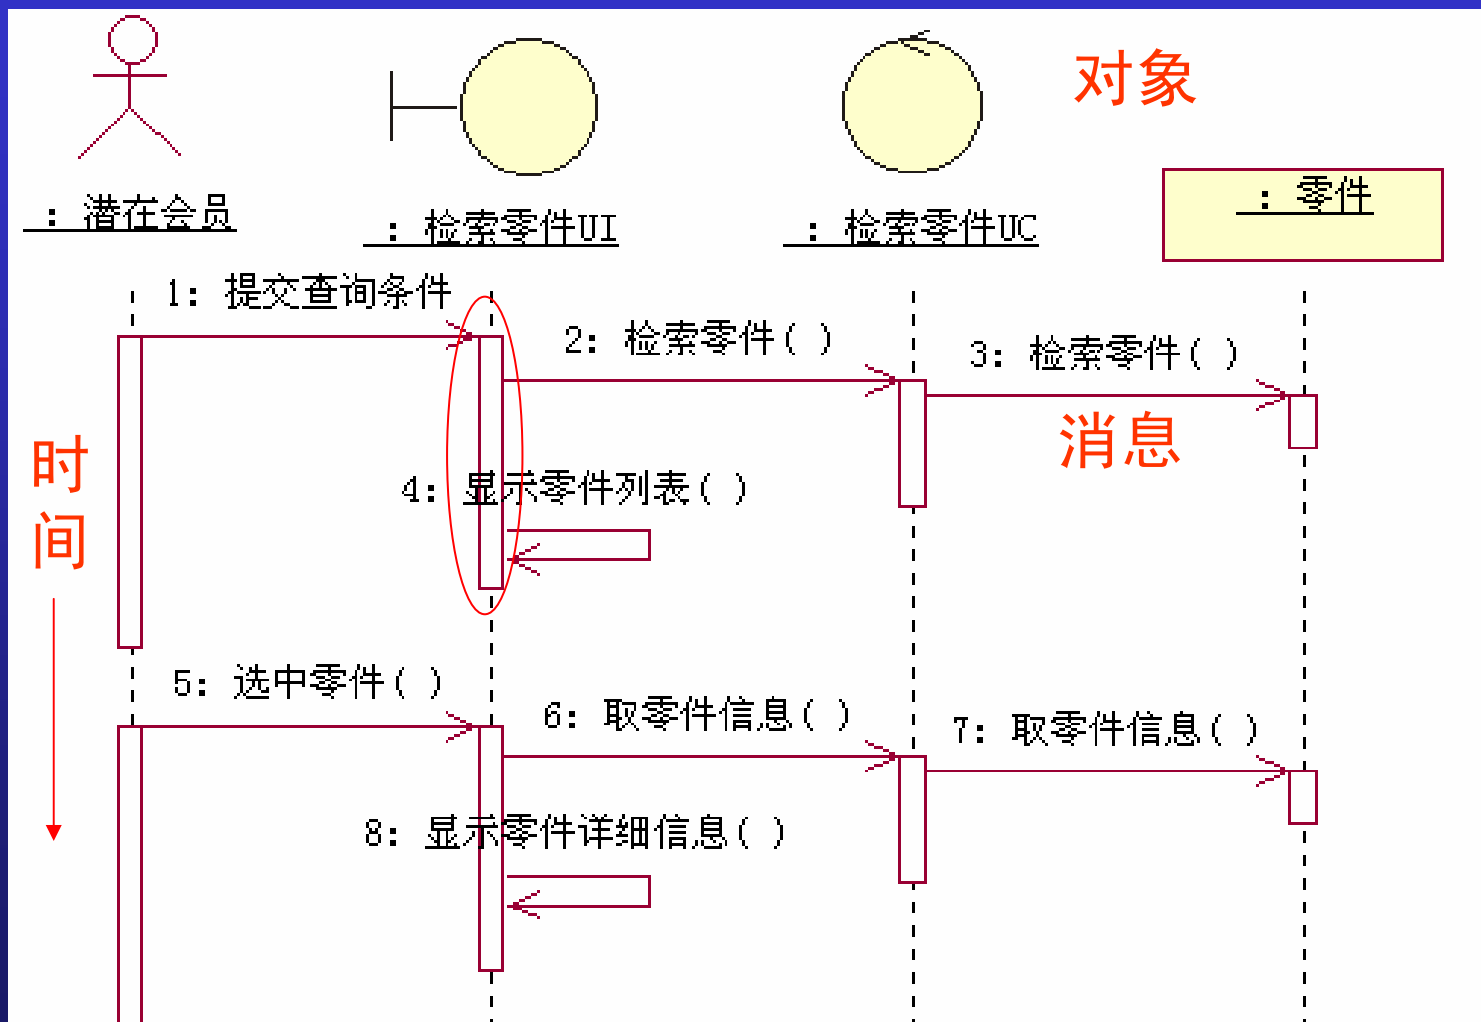 对象
: 潜在会员
: 检索零件UI
: 检索零件UC
: 零件
1: 提交查询条件
2: 检索零件( )
3: 检索零件( )
消息
时
间
4: 显示零件列表( )
5: 选中零件( )
6: 取零件信息( )
7: 取零件信息( )
8: 显示零件详细信息( )